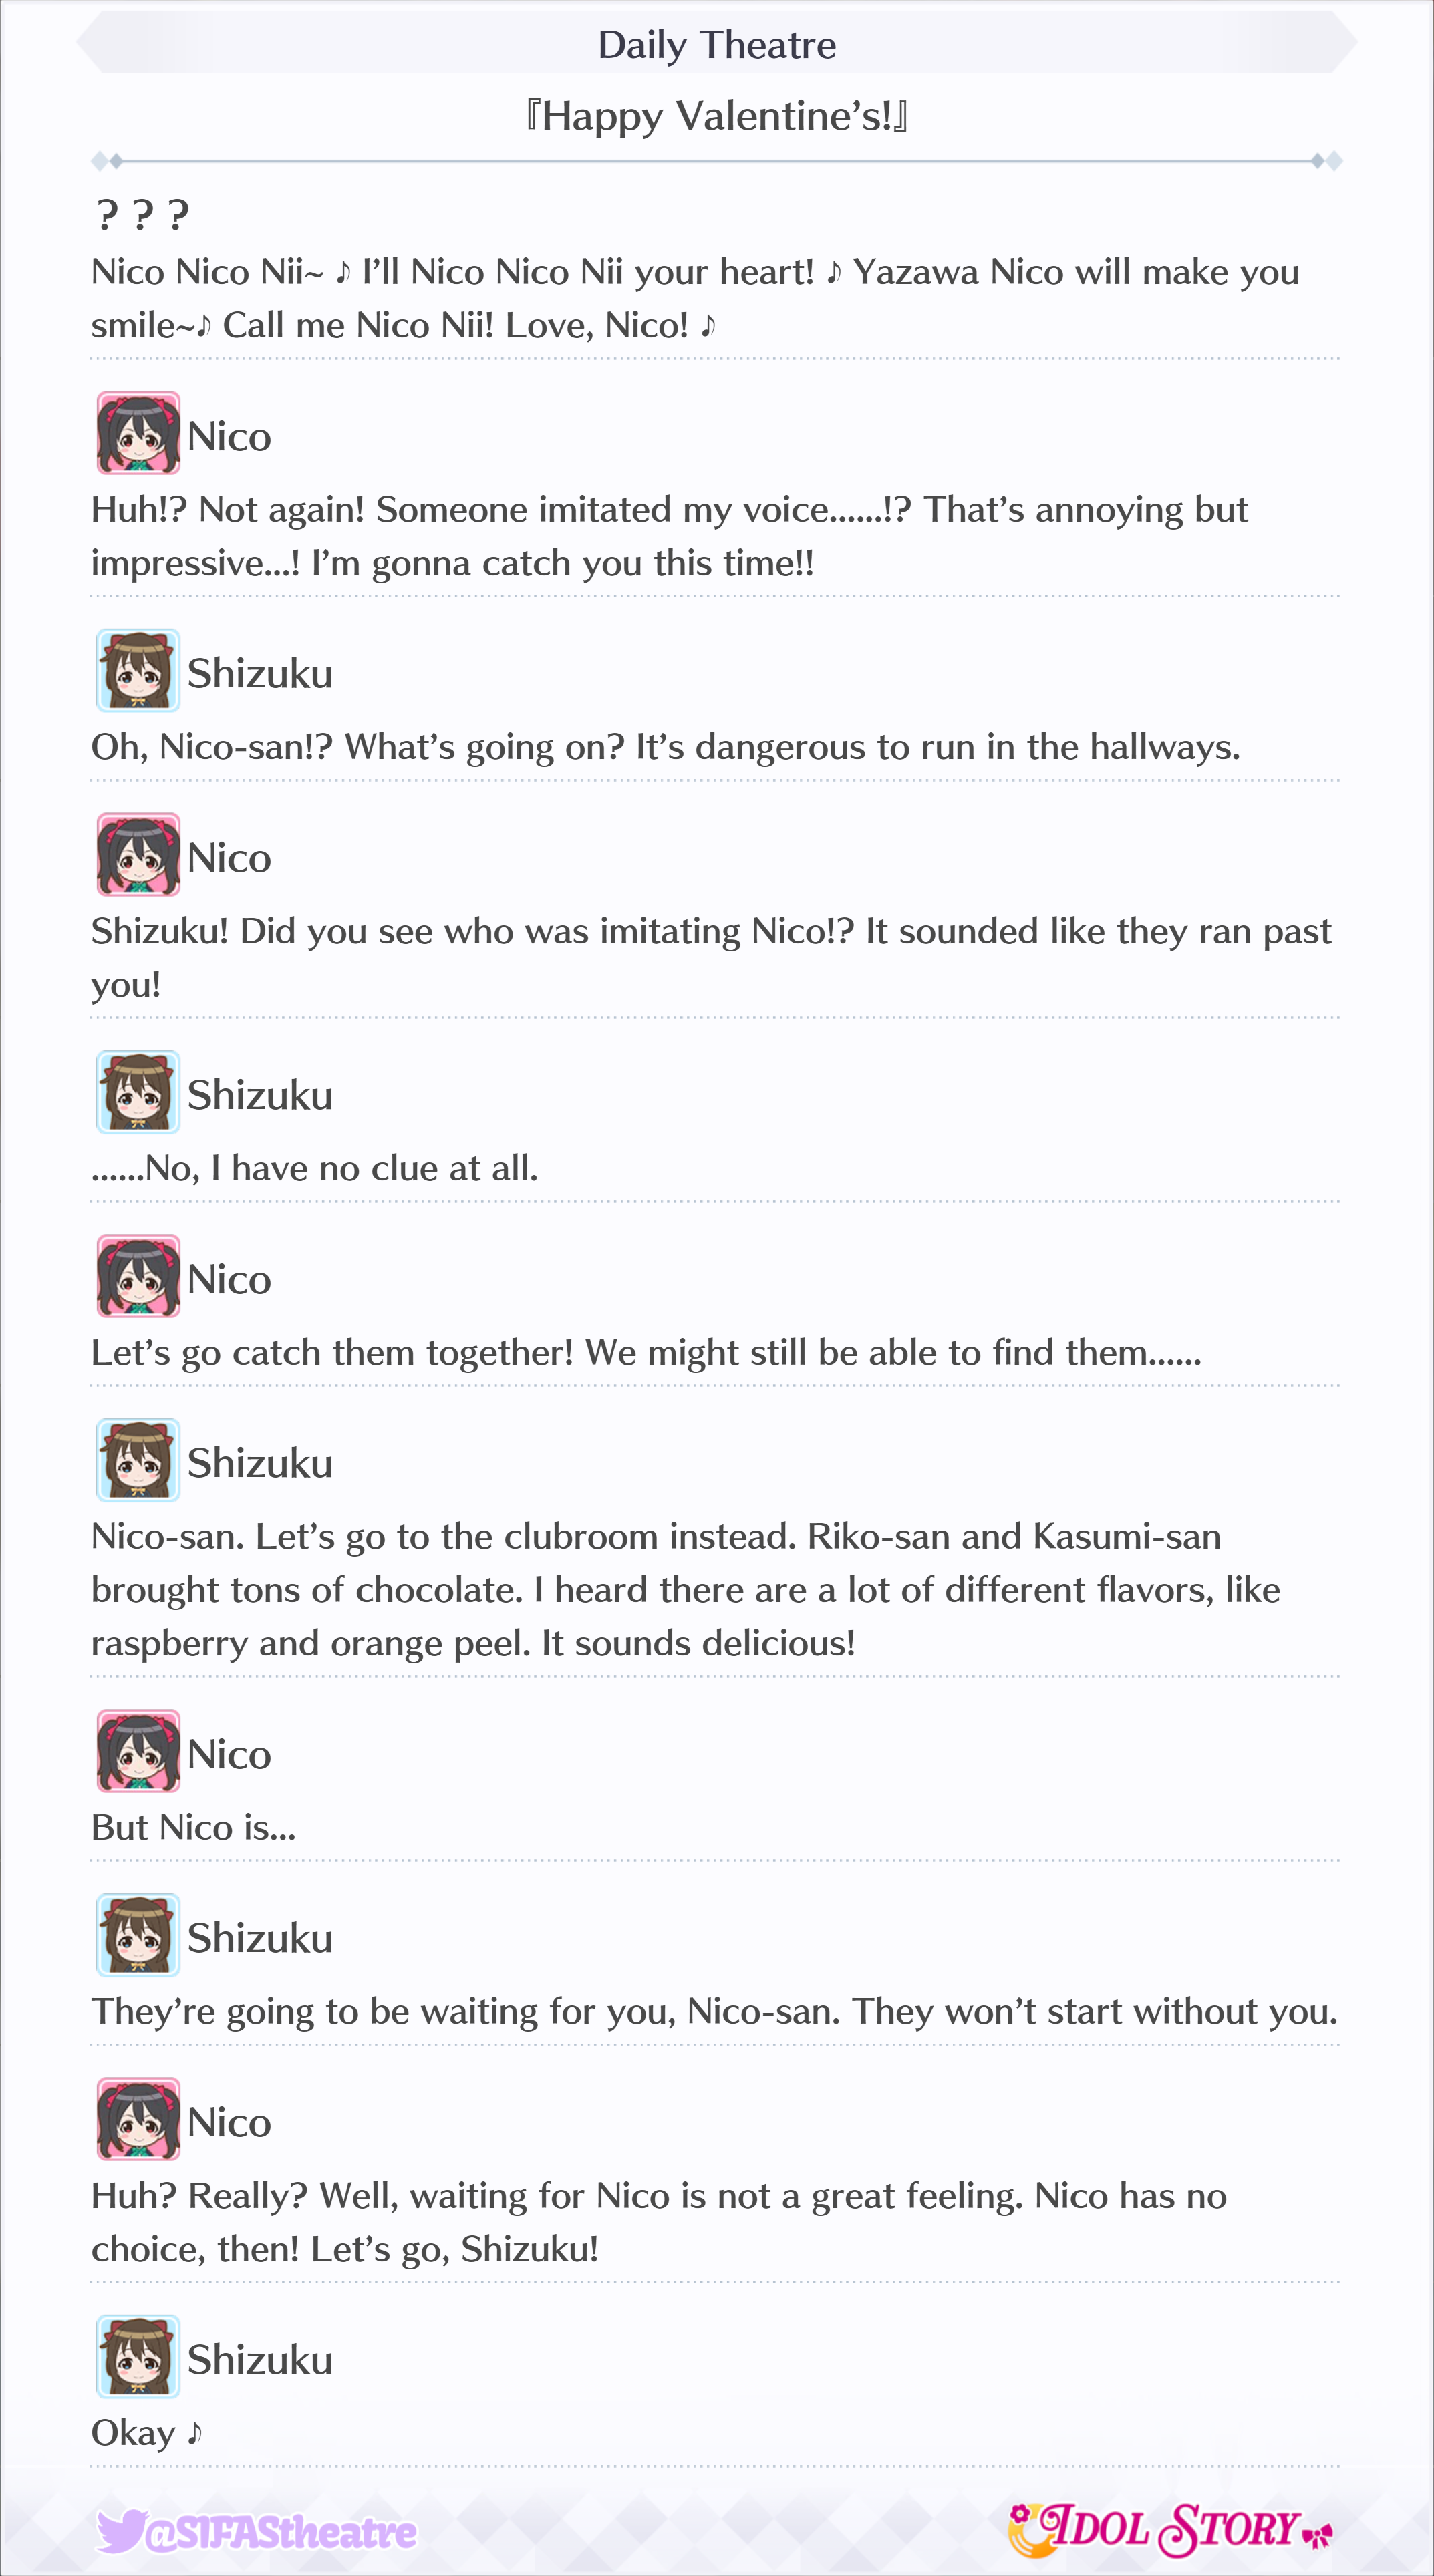 Daily Theatre
『Happy Valentine’s!』
？？？
Nico Nico Nii~ ♪ I’ll Nico Nico Nii your heart! ♪ Yazawa Nico will make you
smile~♪ Call me Nico Nii! Love, Nico! ♪
Nico
Huh!? Not again! Someone imitated my voice......!? That’s annoying but
impressive...! I’m gonna catch you this time!!
Shizuku
Oh, Nico-san!? What’s going on? It’s dangerous to run in the hallways.
Nico
Shizuku! Did you see who was imitating Nico!? It sounded like they ran past
you!
Shizuku
......No, I have no clue at all.
Nico
Let’s go catch them together! We might still be able to find them......
Shizuku
Nico-san. Let’s go to the clubroom instead. Riko-san and Kasumi-san
brought tons of chocolate. I heard there are a lot of different flavors, like
raspberry and orange peel. It sounds delicious!
Nico
But Nico is...
Shizuku
They’re going to be waiting for you, Nico-san. They won’t start without you.
Nico
Huh? Really? Well, waiting for Nico is not a great feeling. Nico has no
choice, then! Let’s go, Shizuku!
Shizuku
Okay ♪
@SIFAStheatre
IDOL STORY